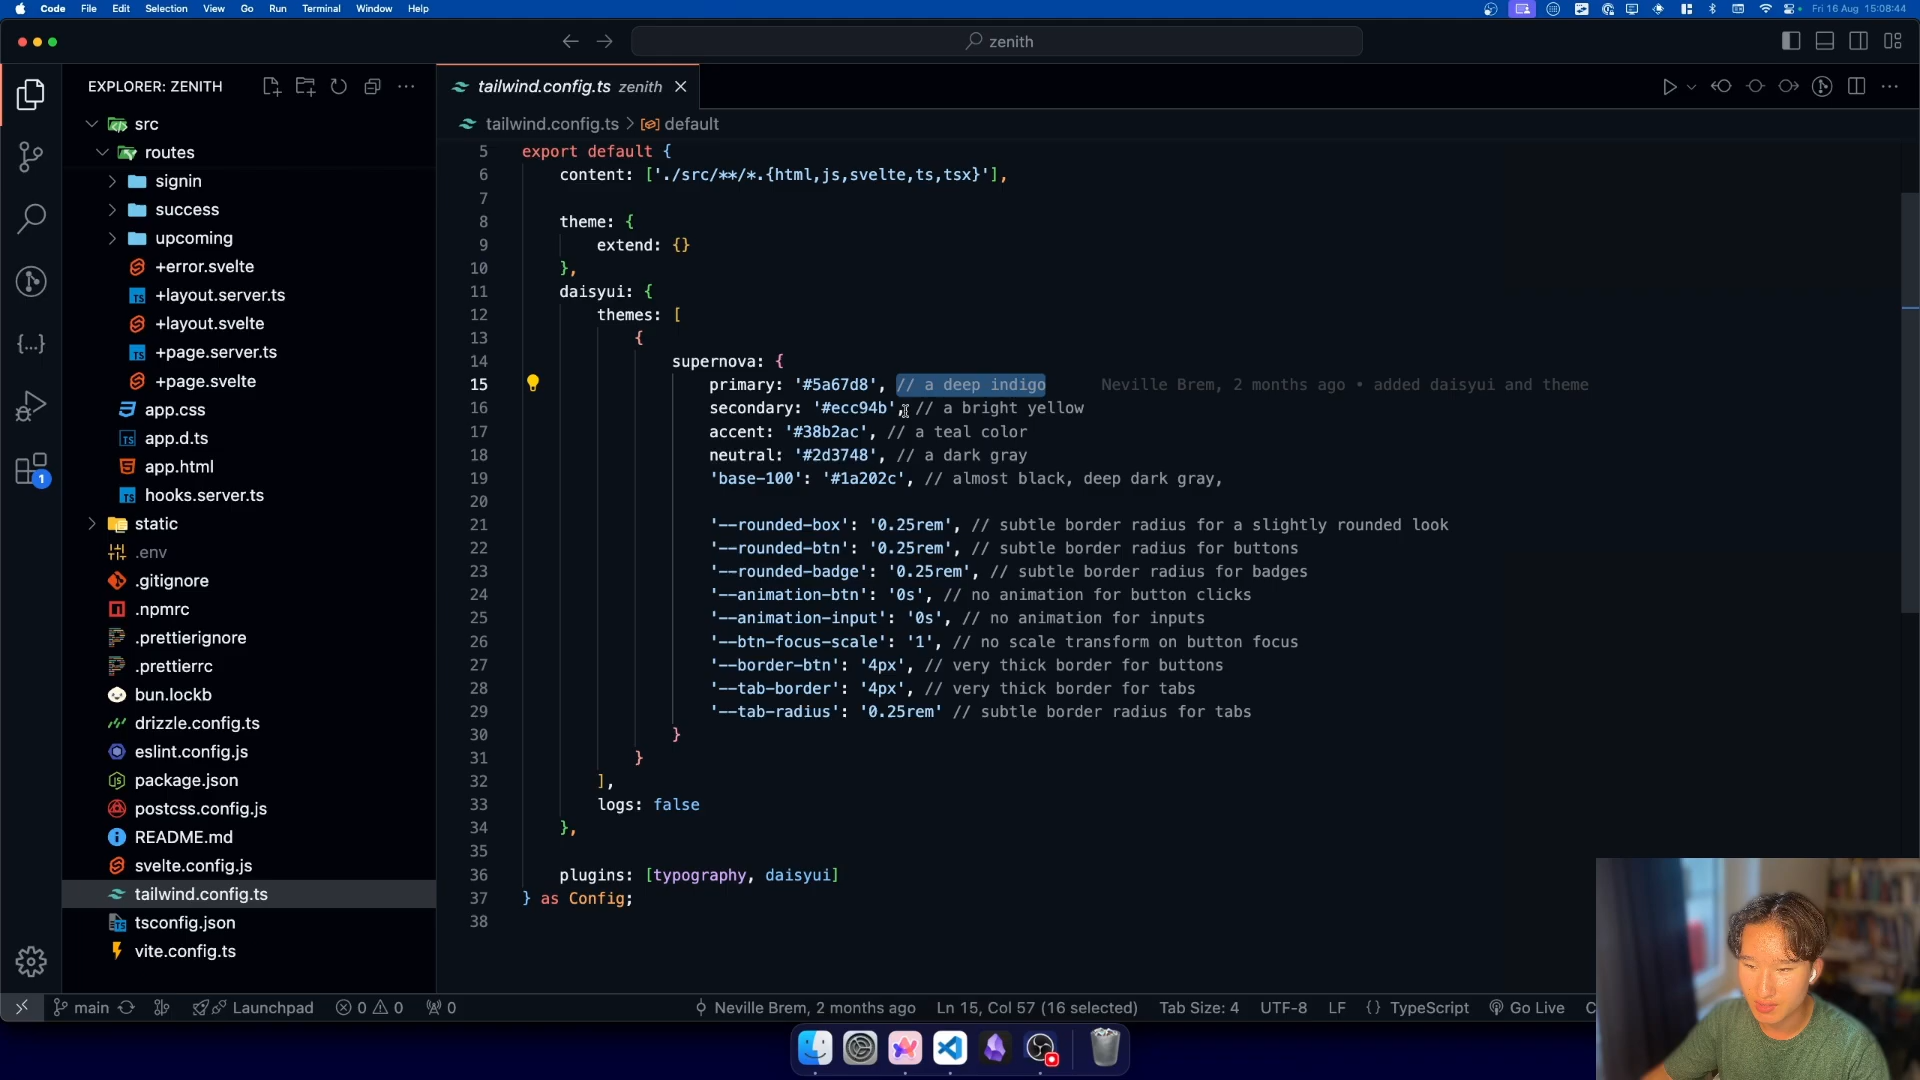 Code File Edit Selection View Go Run Terminal Window Help Fri 16 Aug 15:08:44
zenith
EXPLORER: ZENITH
src
routes
signin
success
upcoming
+error.svelte
+layout.server.ts
+layout.svelte
+page.server.ts
+page.svelte
app.css
app.d.ts
app.html
hooks.server.ts
static
.env
.gitignore
.npmrc
.prettierignore
.prettierrc
bun.lockb
drizzle.config.ts
eslint.config.js
package.json
postcss.config.js
README.md
svelte.config.js
tailwind.config.ts
tsconfig.json
vite.config.ts
1
tailwind.config.ts zenith
tailwind.config.ts > default
5 export default {
6 content: ['./src/**/*.{html,js,svelte,ts,tsx}'],
7
8 theme: {
9 extend: {}
10 },
11 daisyui: {
12 themes: [
13 {
14 supernova: {
15 primary: '#5a67d8', // a deep indigo Neville Brem, 2 months ago • added daisyui and theme
16 secondary: '#ecc94b', // a bright yellow
17 accent: '#38b2ac', // a teal color
18 neutral: '#2d3748', // a dark gray
19 'base-100': '#1a202c', // almost black, deep dark gray,
20
21 '--rounded-box': '0.25rem', // subtle border radius for a slightly rounded look
22 '--rounded-btn': '0.25rem', // subtle border radius for buttons
23 '--rounded-badge': '0.25rem', // subtle border radius for badges
24 '--animation-btn': '0s', // no animation for button clicks
25 '--animation-input': '0s', // no animation for inputs
26 '--btn-focus-scale': '1', // no scale transform on button focus
27 '--border-btn': '4px', // very thick border for buttons
28 '--tab-border': '4px', // very thick border for tabs
29 '--tab-radius': '0.25rem' // subtle border radius for tabs
30 }
31 }
32 ],
33 logs: false
34 },
35
36 plugins: [typography, daisyui]
37 } as Config;
38
main Launchpad 0 0 0 Neville Brem, 2 months ago Ln 15, Col 57 (16 selected) Tab Size: 4 UTF-8 LF {} TypeScript Go Live C